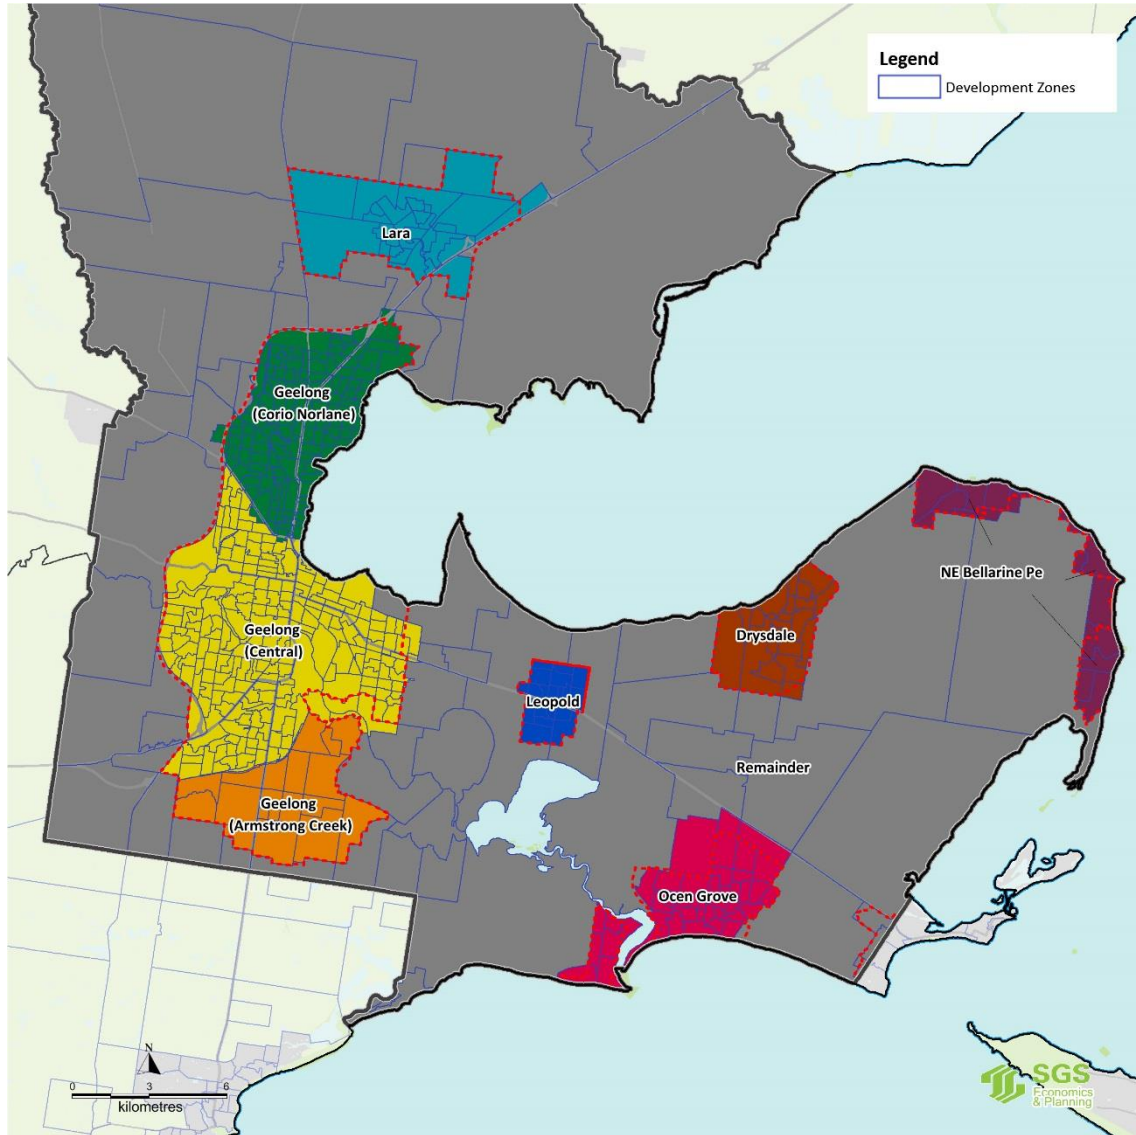 Legend
Development Zones
Lara
Geelong
(Corio Norlane)
NE Bellarine Pe
Geelong
(Central)
Drysdale
Leopold
Remainder
Geelong
(Armstrong Creek)
Ocen Grove
N
0 3 6
kilometres
SGS
Economics
& Planning